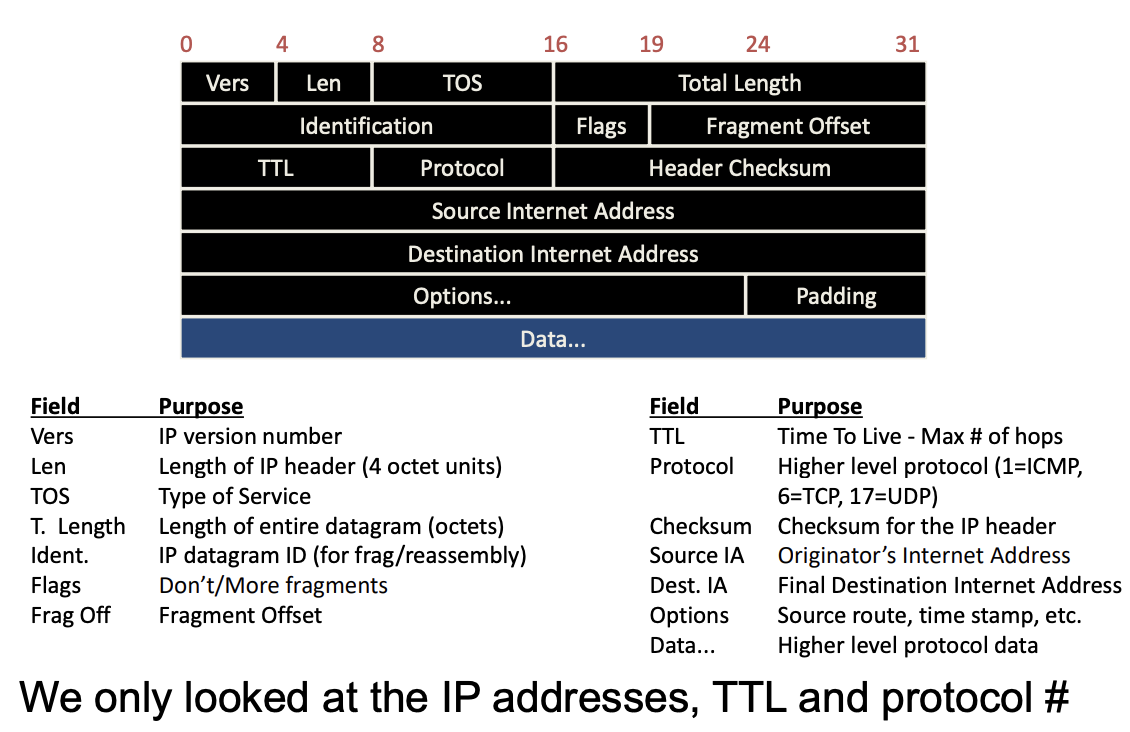 0 4 8 16 19 24 31
Vers Len TOS Total Length
Identification Flags Fragment Offset
TTL Protocol Header Checksum
Source Internet Address
Destination Internet Address
Options... Padding
Data...
Field Purpose
Vers IP version number
Len Length of IP header (4 octet units)
TOS Type of Service
T. Length Length of entire datagram (octets)
Ident. IP datagram ID (for frag/reassembly)
Flags Don’t/More fragments
Frag Off Fragment Offset
Field Purpose
TTL Time To Live - Max # of hops
Protocol Higher level protocol (1=ICMP,
6=TCP, 17=UDP)
Checksum Checksum for the IP header
Source IA Originator’s Internet Address
Dest. IA Final Destination Internet Address
Options Source route, time stamp, etc.
Data... Higher level protocol data
We only looked at the IP addresses, TTL and protocol #